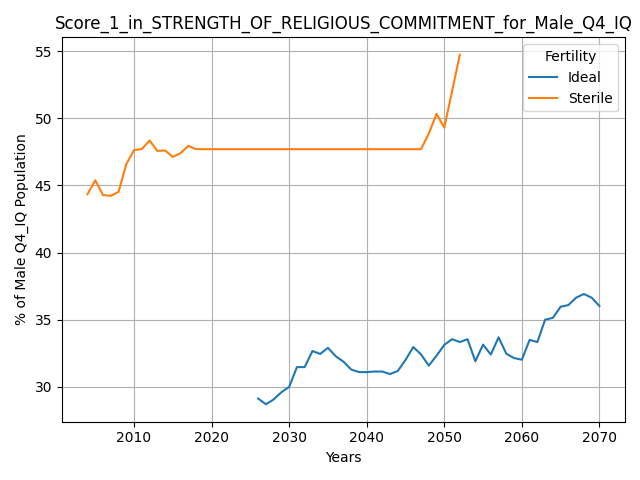 Score_1_in_STRENGTH_OF_RELIGIOUS_COMMITMENT_for_Male_Q4_IQ
Fertility
Ideal
Sterile
% of Male Q4_IQ Population
55
50
45
40
35
30
2010 2020 2030 2040 2050 2060 2070
Years